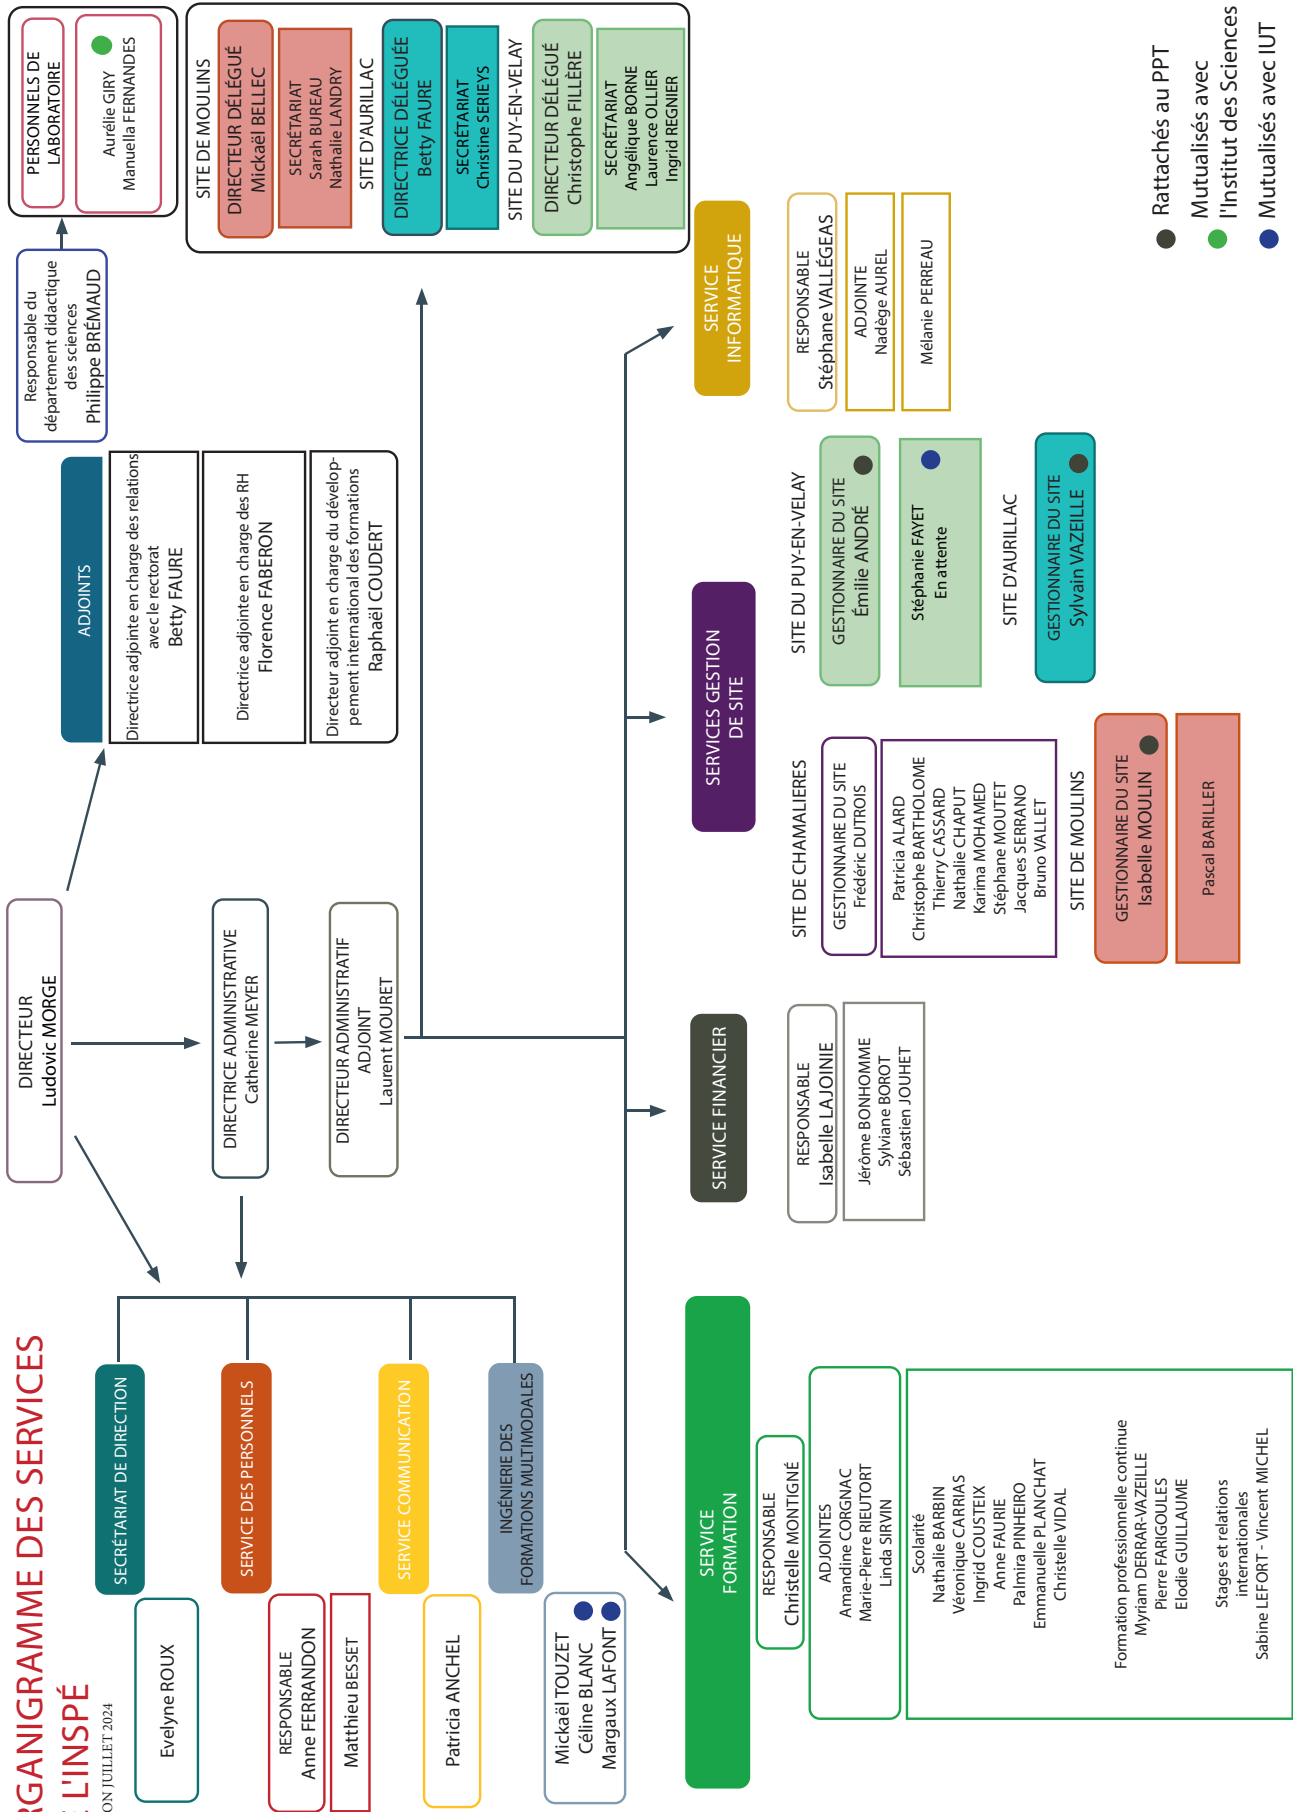 RGANIGRAMME DES SERVICES
L'INSPÉ
ON JUILLET 2024
DIRECTEUR
Ludovic MORGE
DIRECTRICE ADMINISTRATIVE
Catherine MEYER
DIRECTEUR ADMINISTRATIF
ADJOINT
Laurent MOURET
ADJOINTS
Directrice adjointe en charge des relations
avec le rectorat
Betty FAURE
Directrice adjointe en charge des RH
Florence FABERON
Directeur adjoint en charge du dévelop-
pement international des formations
Raphaël COUDERT
Responsable du
département didactique
des sciences
Philippe BRÉMAUD
PERSONNELS DE
LABORATOIRE
Aurélie GIRY
Manuella FERNANDES
SITE DE MOULINS
DIRECTEUR DÉLÉGUÉ
Mickaël BELLEC
SECRÉTARIAT
Sarah BUREAU
Nathalie LANDRY
SITE D'AURILLAC
DIRECTRICE DÉLÉGUÉE
Betty FAURE
SECRÉTARIAT
Christine SERIEYS
SITE DU PUY-EN-VELAY
DIRECTEUR DÉLÉGUÉ
Christophe FILLÈRE
SECRÉTARIAT
Angélique BORNE
Laurence OLLIER
Ingrid REGNIER
SECRÉTARIAT DE DIRECTION
Evelyne ROUX
SERVICE DES PERSONNELS
RESPONSABLE
Anne FERRANDON
Matthieu BESSET
SERVICE COMMUNICATION
Patricia ANCHEL
INGÉNIERIE DES
FORMATIONS MULTIMODALES
Mickaël TOUZET
Céline BLANC
Margaux LAFONT
SERVICE
FORMATION
RESPONSABLE
Christelle MONTIGNÉ
ADJOINTES
Amandine CORGNAC
Marie-Pierre RIEUTORT
Linda SIRVIN
Scolarité
Nathalie BARBIN
Véronique CARRIAS
Ingrid COUSTEIX
Anne FAURIE
Palmira PINHEIRO
Emmanuelle PLANCHAT
Christelle VIDAL
Formation professionnelle continue
Myriam DERRAR-VAZEILLE
Pierre FARIGOULES
Elodie GUILLAUME
Stages et relations
internationales
Sabine LEFORT - Vincent MICHEL
SERVICE FINANCIER
RESPONSABLE
Isabelle LAJOINIE
Jérôme BONHOMME
Sylviane BOROT
Sébastien JOUHET
SERVICES GESTION
DE SITE
SITE DE CHAMALIERES
GESTIONNAIRE DU SITE
Frédéric DUTROIS
Patricia ALARD
Christophe BARTHOLOME
Thierry CASSARD
Nathalie CHAPUT
Karima MOHAMED
Stéphane MOUTET
Jacques SERRANO
Bruno VALLET
SITE DE MOULINS
GESTIONNAIRE DU SITE
Isabelle MOULIN
Pascal BARILLER
SITE DU PUY-EN-VELAY
GESTIONNAIRE DU SITE
Émilie ANDRÉ
Stéphanie FAYET
En attente
SITE D'AURILLAC
GESTIONNAIRE DU SITE
Sylvain VAZEILLE
SERVICE
INFORMATIQUE
RESPONSABLE
Stéphane VALLÉGEAS
ADJOINTE
Nadège AUREL
Mélanie PERREAU
Rattachés au PPT
Mutualisés avec
l'Institut des Sciences
Mutualisés avec IUT